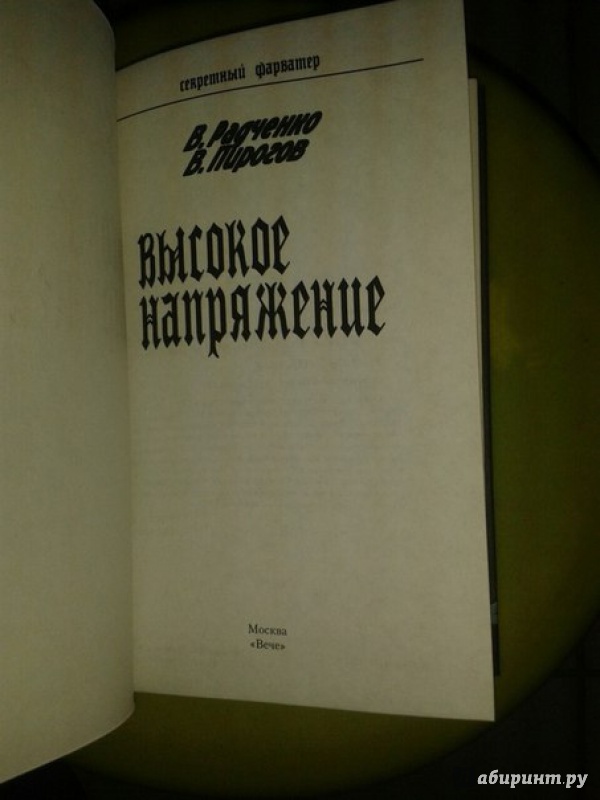 секретный фарватер
В. Радченко
В. Пирогов
высокое
напряжение
Москва
«Вече»
абиринт.ру